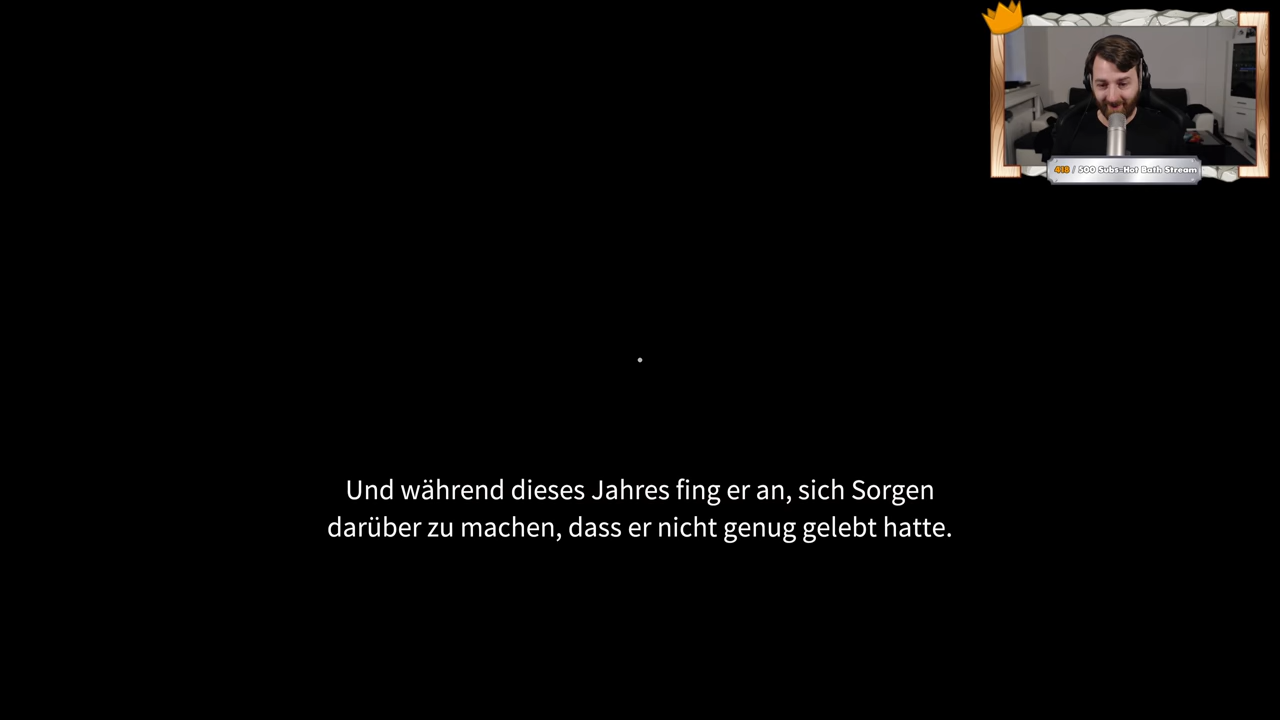 418 / 500 Subs-Hot Bath Stream
Und während dieses Jahres fing er an, sich Sorgen
darüber zu machen, dass er nicht genug gelebt hatte.